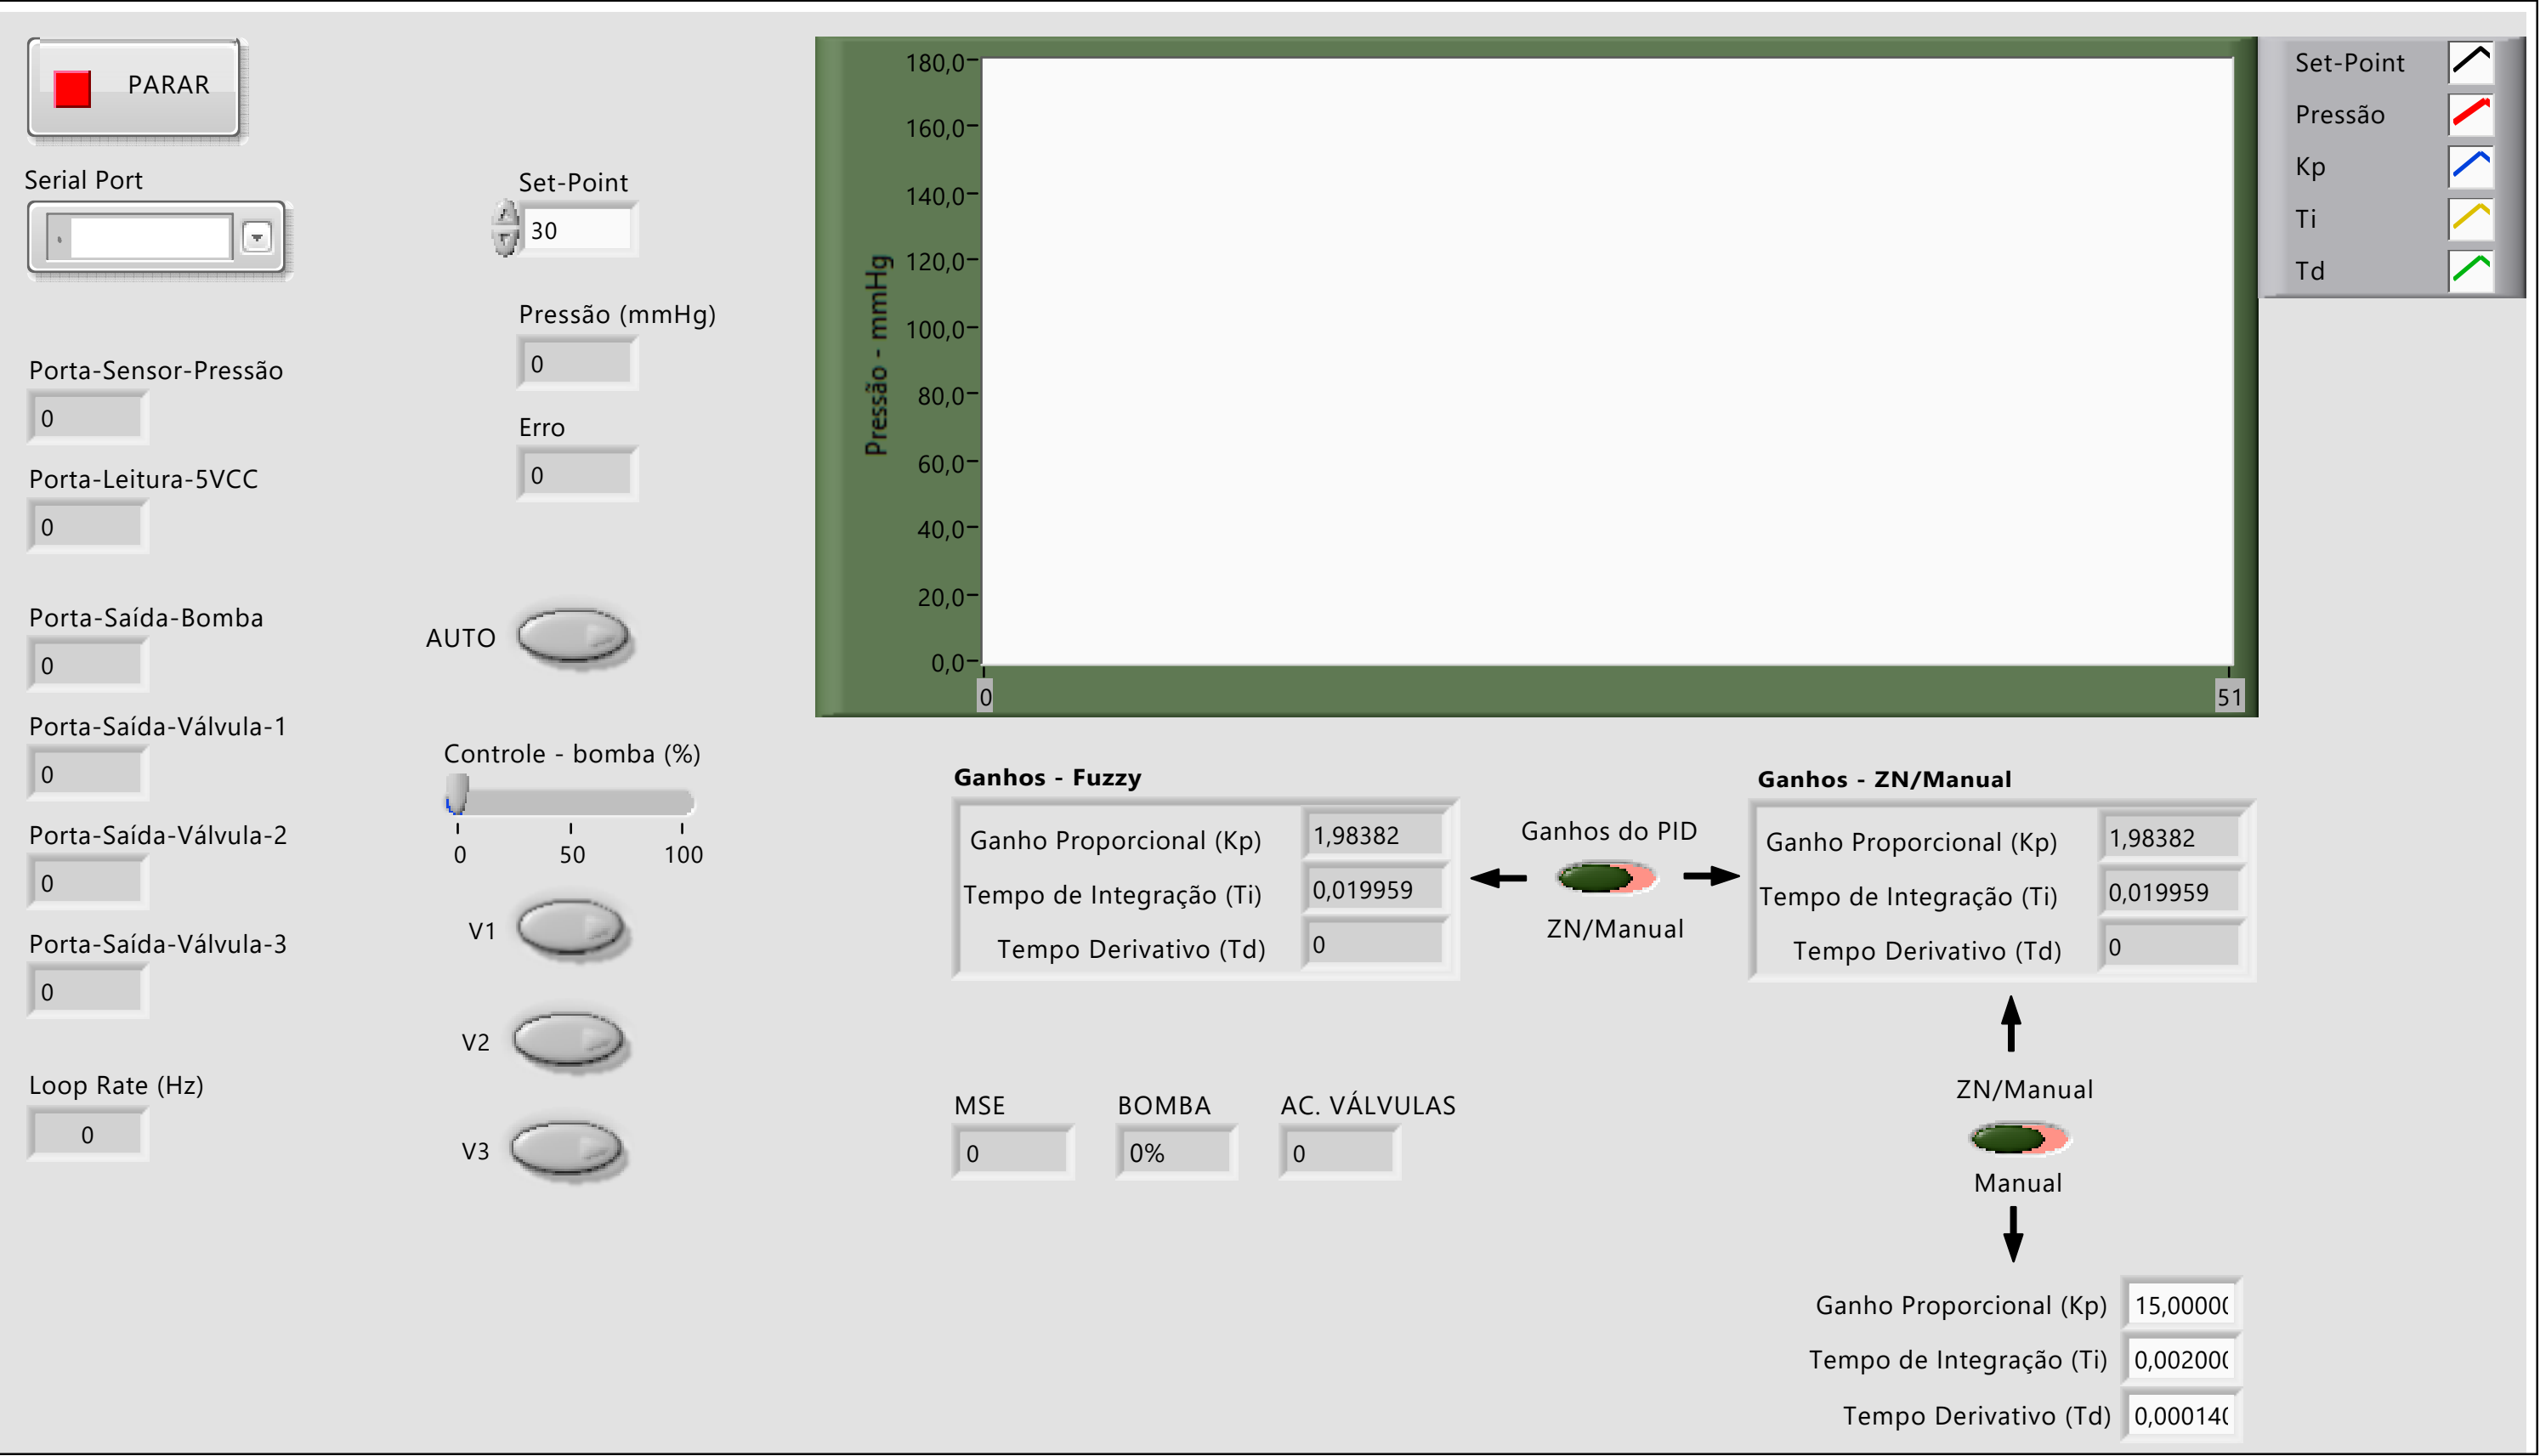 PARAR
Serial Port
Porta-Sensor-Pressão
0
Porta-Leitura-5VCC
0
Porta-Saída-Bomba
0
Porta-Saída-Válvula-1
0
Porta-Saída-Válvula-2
0
Porta-Saída-Válvula-3
0
Loop Rate (Hz)
0
Set-Point
30
Pressão (mmHg)
0
Erro
0
AUTO
Controle - bomba (%)
0 50 100
V1
V2
V3
Pressão - mmHg
180,0
160,0
140,0
120,0
100,0
80,0
60,0
40,0
20,0
0,0
0 51
Set-Point
Pressão
Kp
Ti
Td
Ganhos - Fuzzy
Ganho Proporcional (Kp) 1,98382
Tempo de Integração (Ti) 0,019959
Tempo Derivativo (Td) 0
Ganhos do PID
ZN/Manual
Ganhos - ZN/Manual
Ganho Proporcional (Kp) 1,98382
Tempo de Integração (Ti) 0,019959
Tempo Derivativo (Td) 0
MSE
0
BOMBA
0%
AC. VÁLVULAS
0
ZN/Manual
Manual
Ganho Proporcional (Kp) 15,00000
Tempo de Integração (Ti) 0,002000
Tempo Derivativo (Td) 0,000140